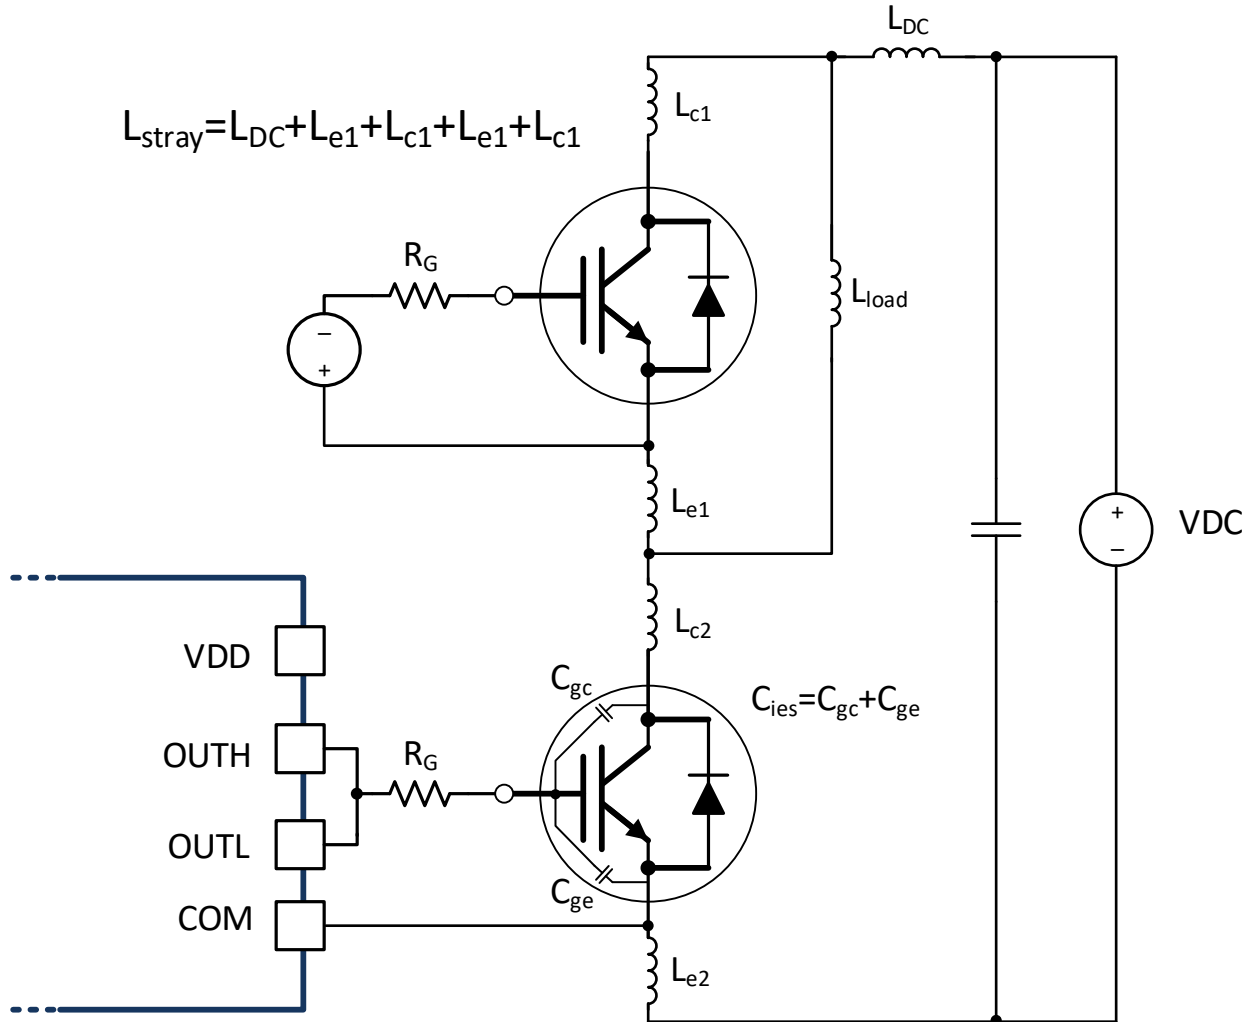 LDC
Lc1
Lstray=LDC+Le1+Lc1+Le1+Lc1
RG
Lload
−
+
Le1
+
−
VDC
Lc2
VDD
Cgc
Cies=Cgc+Cge
OUTH
RG
OUTL
Cge
COM
Le2